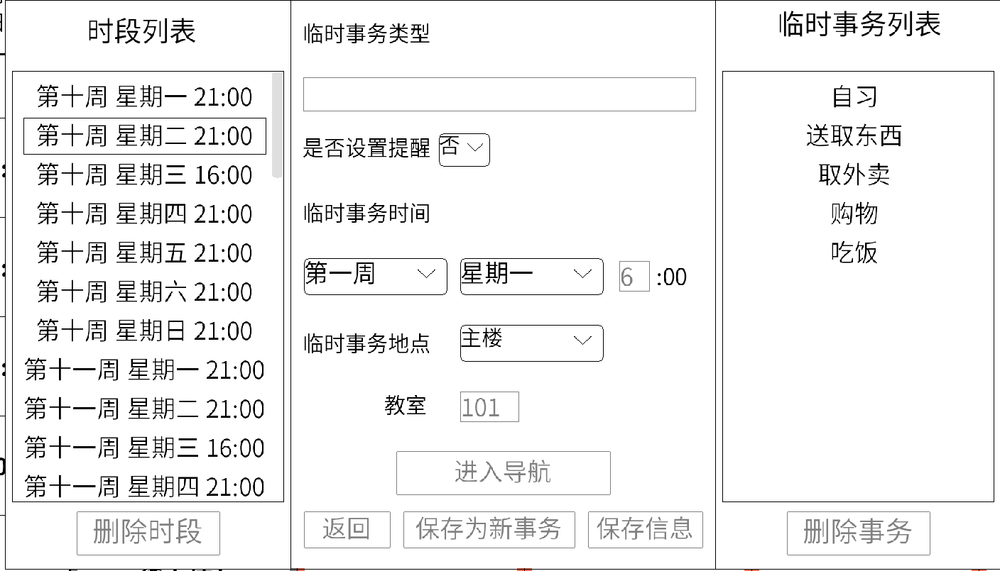 时段列表
第十周 星期一 21:00
第十周 星期二 21:00
第十周 星期三 16:00
第十周 星期四 21:00
第十周 星期五 21:00
第十周 星期六 21:00
第十周 星期日 21:00
第十一周 星期一 21:00
第十一周 星期二 21:00
第十一周 星期三 16:00
第十一周 星期四 21:00
删除时段
临时事务类型
是否设置提醒 否
临时事务时间
第一周 星期一 6 :00
临时事务地点 主楼
教室 101
进入导航
返回 保存为新事务 保存信息
临时事务列表
自习
送取东西
取外卖
购物
吃饭
删除事务